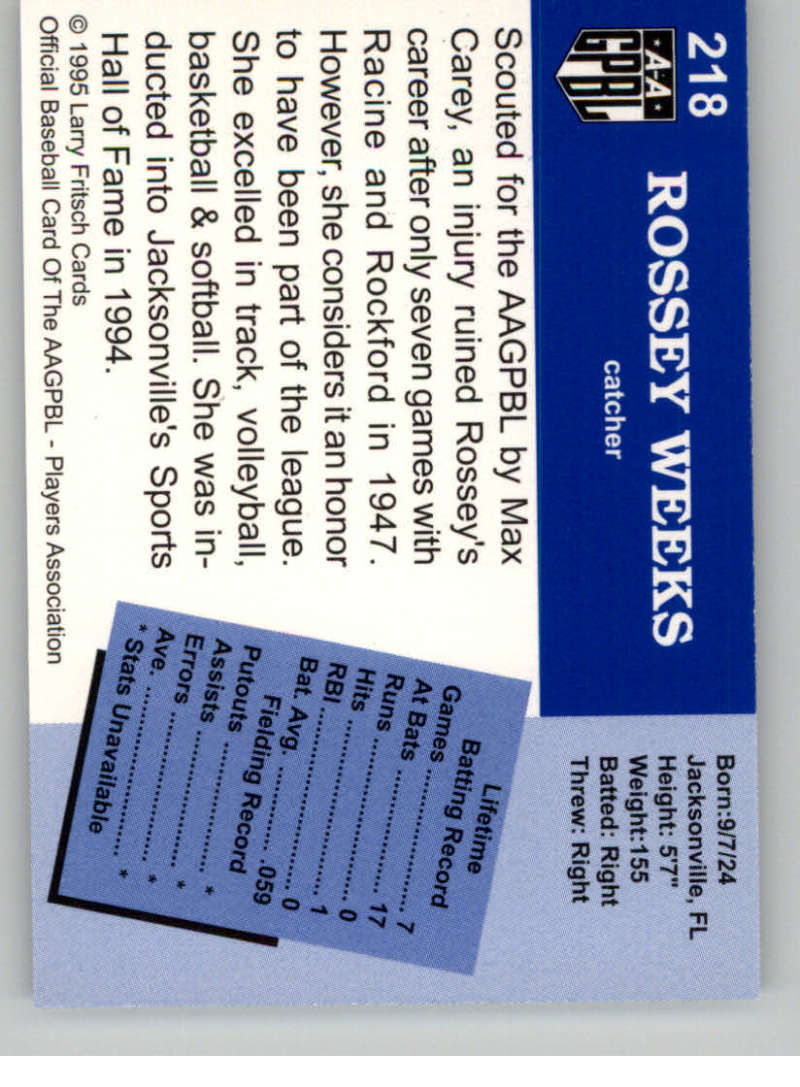 218
AA
GPBL
ROSSEY WEEKS
catcher
Born:9/7/24
Jacksonville, FL
Height: 5'7"
Weight:155
Batted: Right
Threw: Right
Scouted for the AAGPBL by Max
Carey, an injury ruined Rossey's
career after only seven games with
Racine and Rockford in 1947.
However, she considers it an honor
to have been part of the league.
She excelled in track, volleyball,
basketball & softball. She was in-
ducted into Jacksonville's Sports
Hall of Fame in 1994.
© 1995 Larry Fritsch Cards
Official Baseball Card Of The AAGPBL - Players Association
Lifetime
Batting Record
Games ........................... 7
At Bats ......................... 17
Runs ............................ 0
Hits .............................. 1
RBI ............................... 0
Bat. Avg. ................. .059
Fielding Record
Putouts ......................... *
Assists ......................... *
Errors ........................... *
Ave. .............................. *
* Stats Unavailable